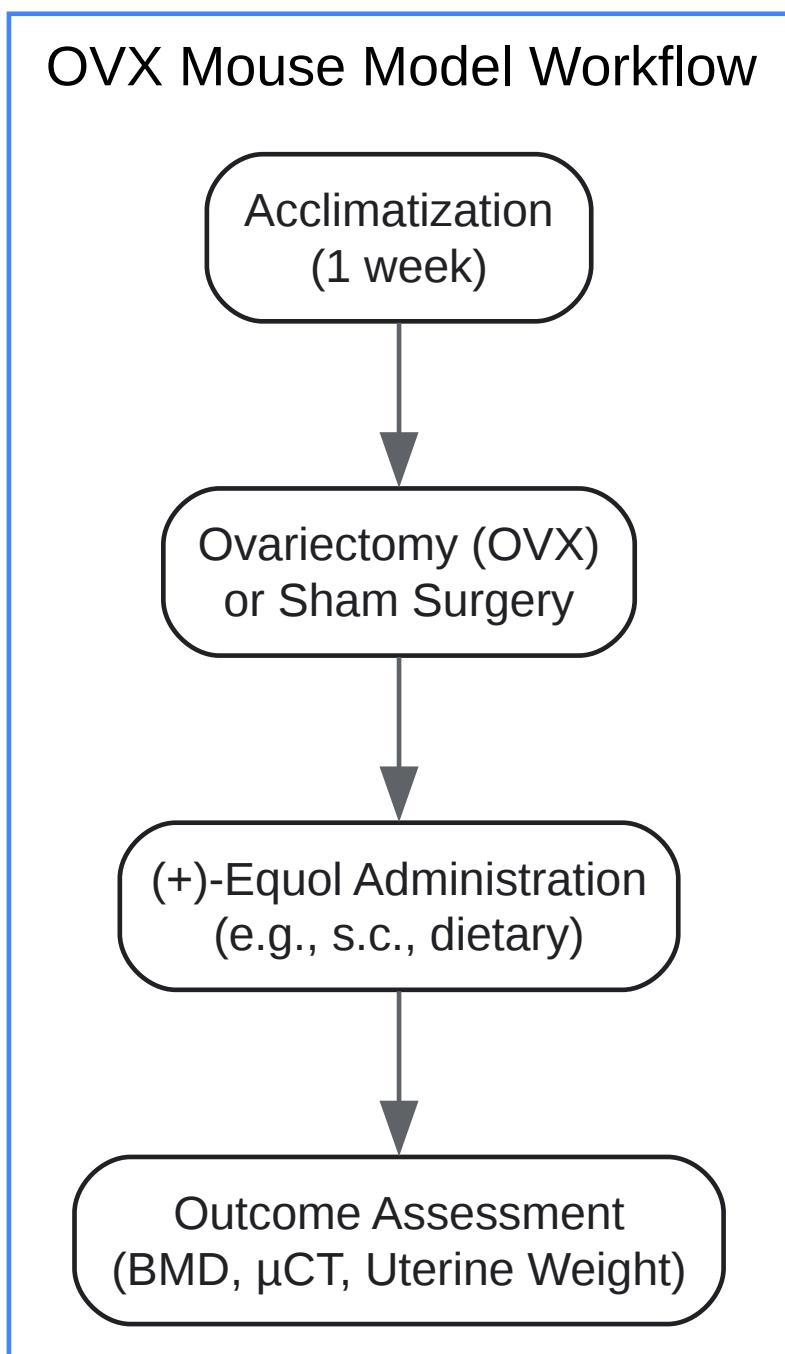 OVX Mouse Model Workflow
Acclimatization
(1 week)
Ovariectomy (OVX)
or Sham Surgery
(+)-Equol Administration
(e.g., s.c., dietary)
Outcome Assessment
(BMD, µCT, Uterine Weight)